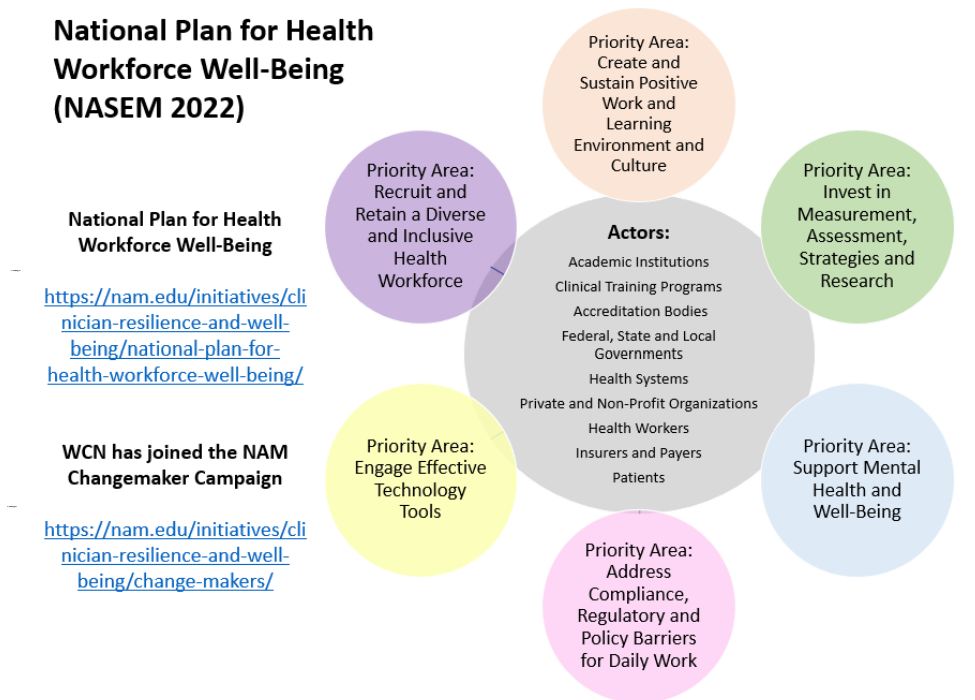 National Plan for Health
Workforce Well-Being
(NASEM 2022)
National Plan for Health
Workforce Well-Being
https://nam.edu/initiatives/cli
nician-resilience-and-well-
being/national-plan-for-
health-workforce-well-being/
WCN has joined the NAM
Changemaker Campaign
https://nam.edu/initiatives/cli
nician-resilience-and-well-
being/change-makers/
Priority Area:
Create and
Sustain Positive
Work and
Learning
Environment and
Culture
Priority Area:
Invest in
Measurement,
Assessment,
Strategies and
Research
Priority Area:
Support Mental
Health and
Well-Being
Priority Area:
Address
Compliance,
Regulatory and
Policy Barriers
for Daily Work
Priority Area:
Engage Effective
Technology
Tools
Priority Area:
Recruit and
Retain a Diverse
and Inclusive
Health
Workforce
Actors:
Academic Institutions
Clinical Training Programs
Accreditation Bodies
Federal, State and Local
Governments
Health Systems
Private and Non-Profit Organizations
Health Workers
Insurers and Payers
Patients